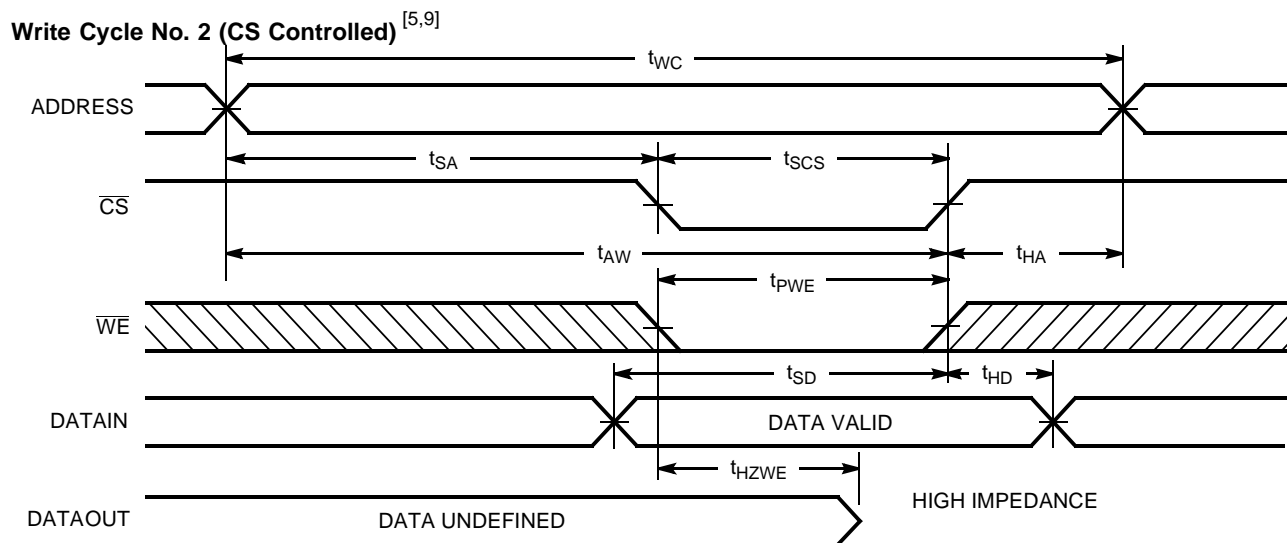 Write Cycle No. 2 (CS Controlled) [5,9]
tWC
ADDRESS
tSA
tSCS
CS
tAW
tHA
tPWE
WE
tSD
tHD
DATAIN
DATA VALID
tHZWE
HIGH IMPEDANCE
DATAOUT
DATA UNDEFINED